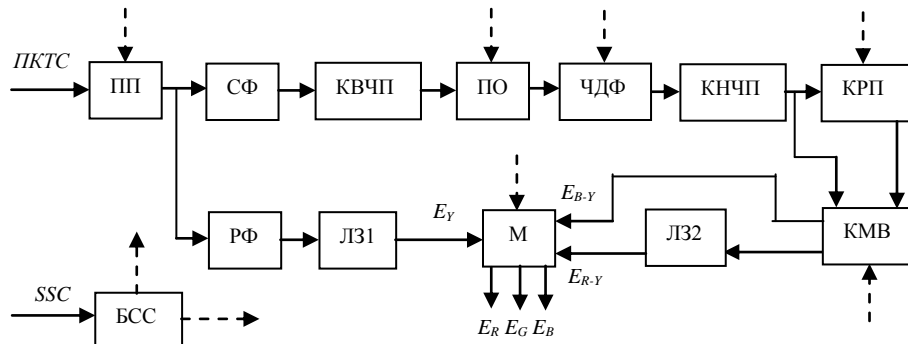 ПКТС
ПП
СФ
КВЧП
ПО
ЧДФ
КНЧП
КРП
РФ
ЛЗ1
E_Y
М
E_{B-Y}
E_{R-Y}
ЛЗ2
КМВ
SSC
БСС
E_R E_G E_B